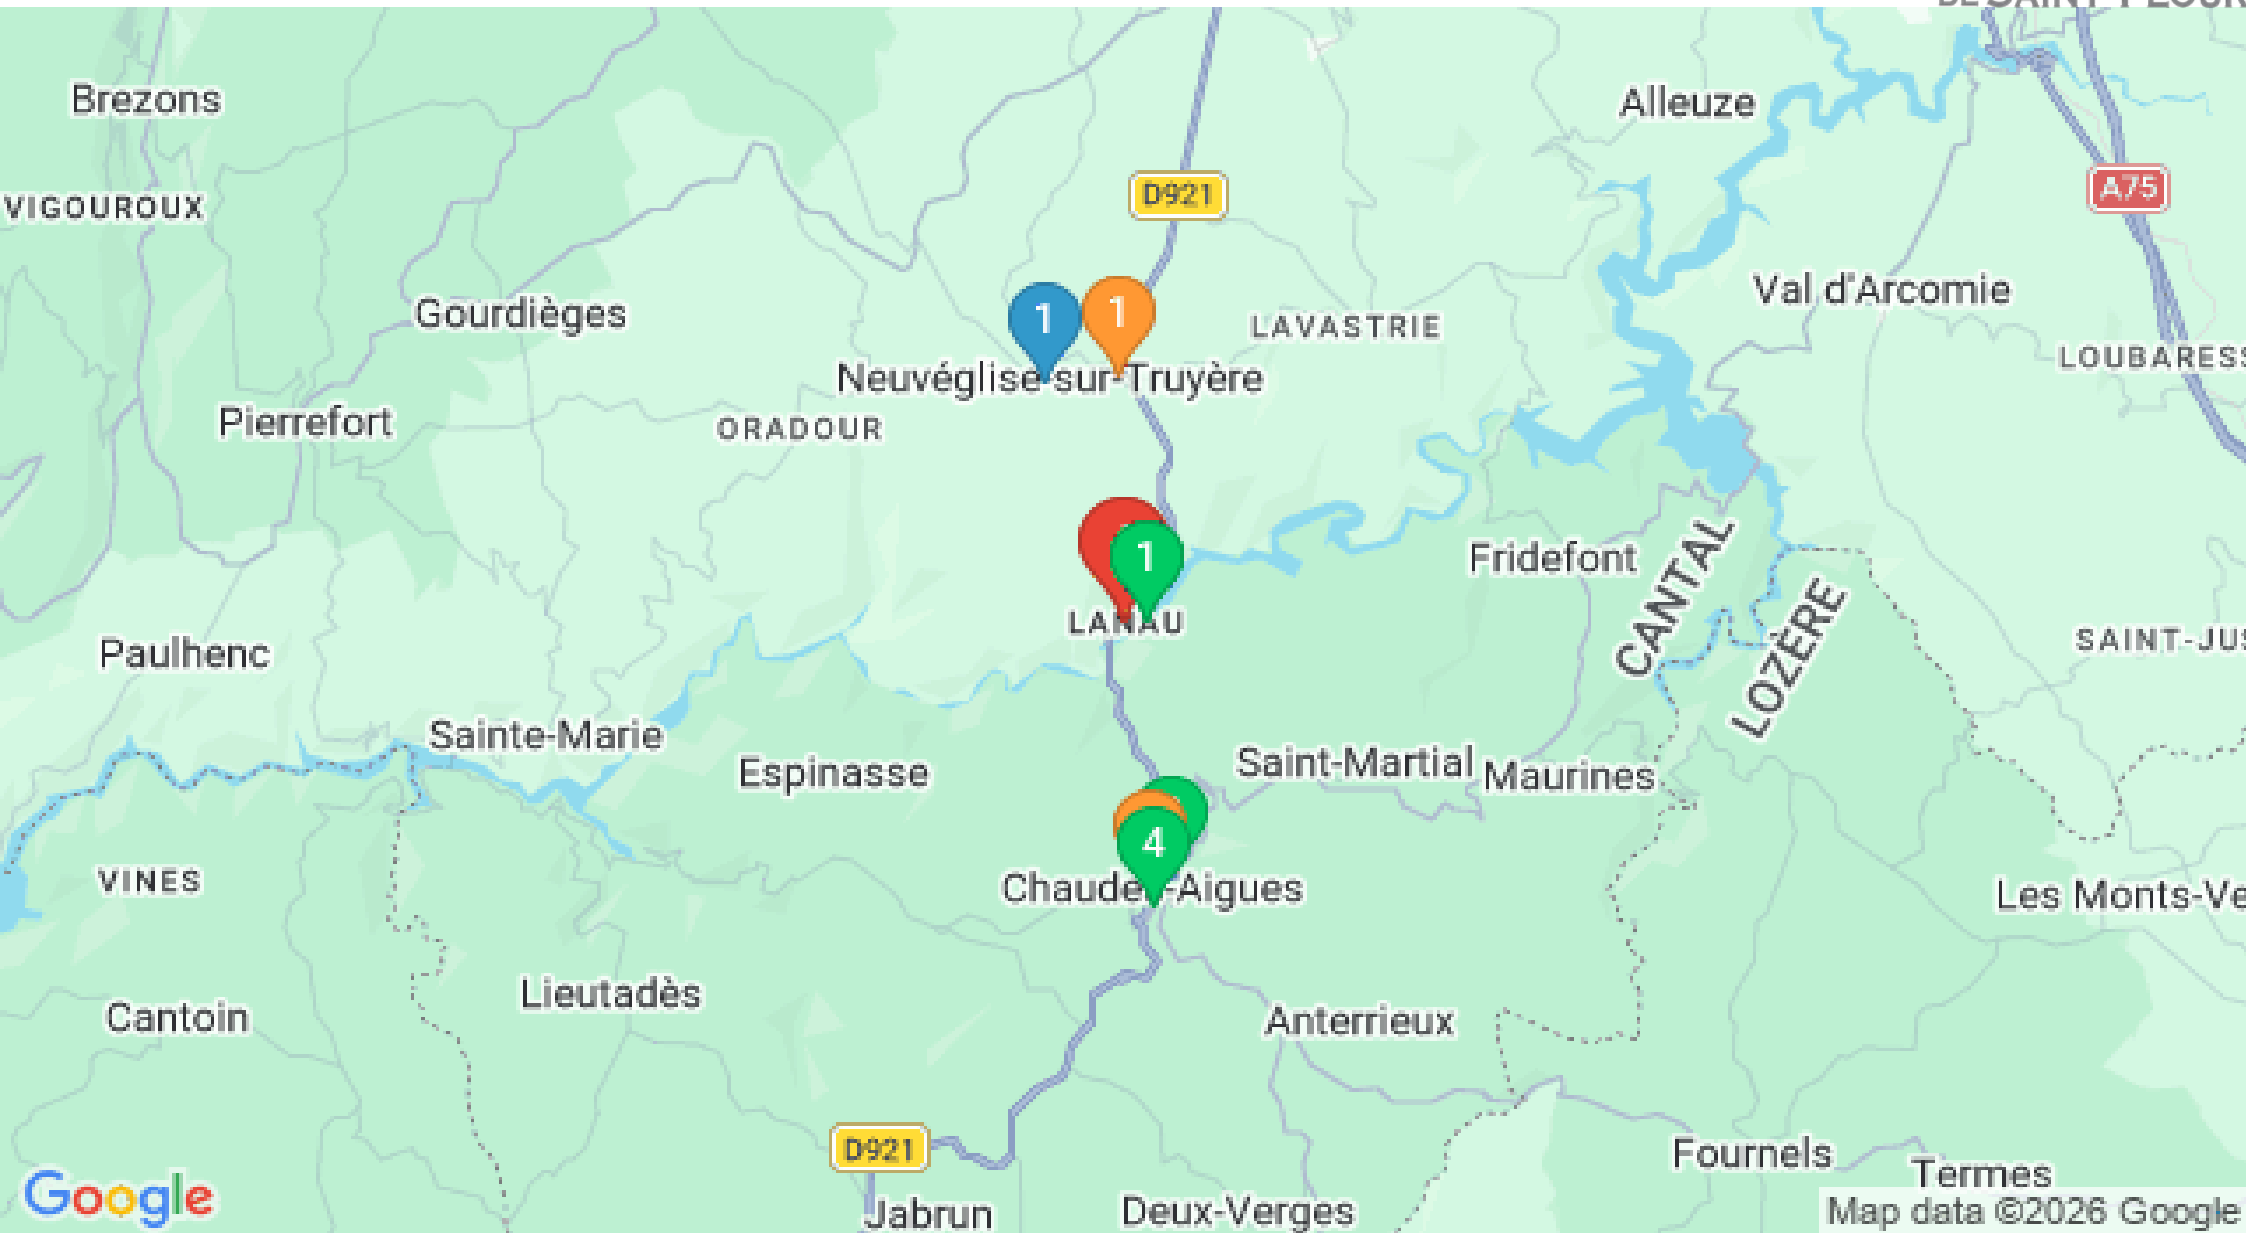 Brezons
Alleuze
A75
D921
VIGOUROUX
Val d'Arcomie
1
1
Gourdièges
LAVASTRIE
LOUBARESS
Neuvéglise-sur-Truyère
Pierrefort
ORADOUR
1
Fridefont
CANTAL
LOZÈRE
LANAU
SAINT-JUS
Paulhenc
Sainte-Marie
Saint-Martial
Maurines
Espinasse
4
VINES
Chaudes-Aigues
Les Monts-Ve
Lieutadès
Cantoin
Anterrieux
D921
Fournels
Termes
Google
Jabrun
Deux-Verges
Map data ©2026 Google